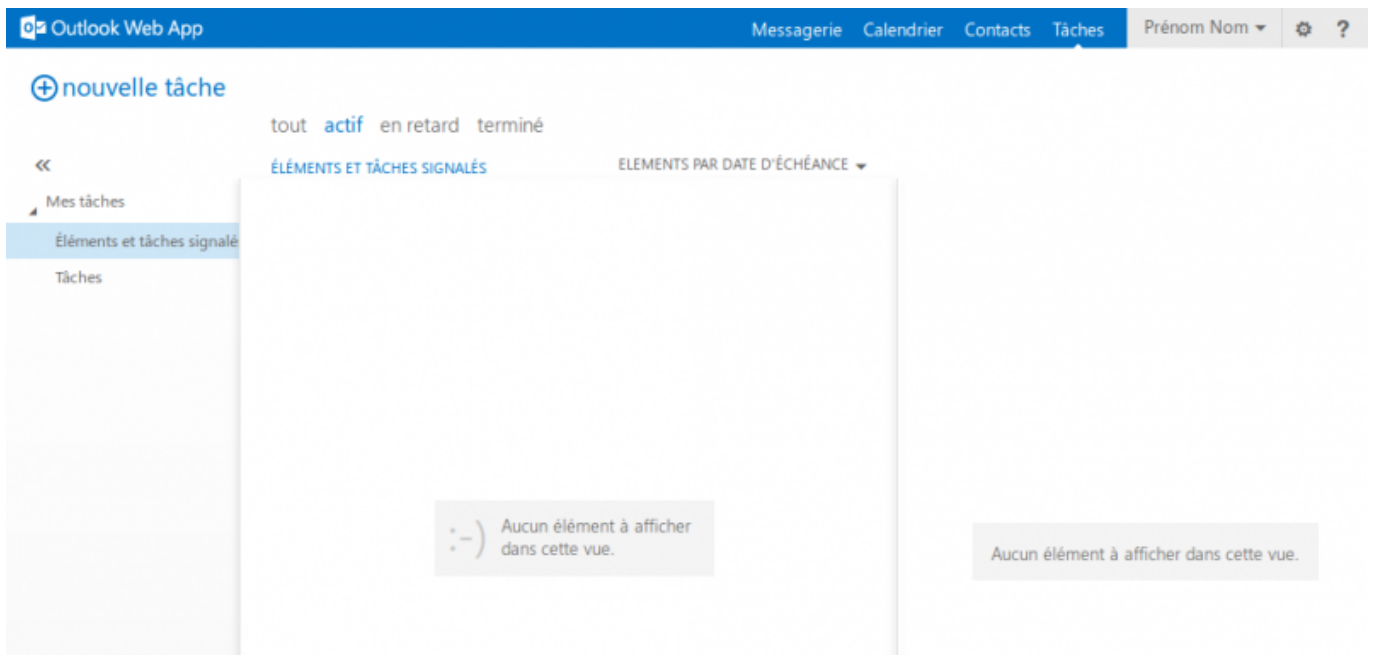 Outlook Web App
Messagerie Calendrier Contacts Tâches Prénom Nom ?
nouvelle tâche
tout actif en retard terminé
«
ÉLÉMENTS ET TÂCHES SIGNALÉS
ELEMENTS PAR DATE D'ÉCHÉANCE
Mes tâches
Éléments et tâches signalé
Tâches
:-) Aucun élément à afficher
dans cette vue.
Aucun élément à afficher dans cette vue.